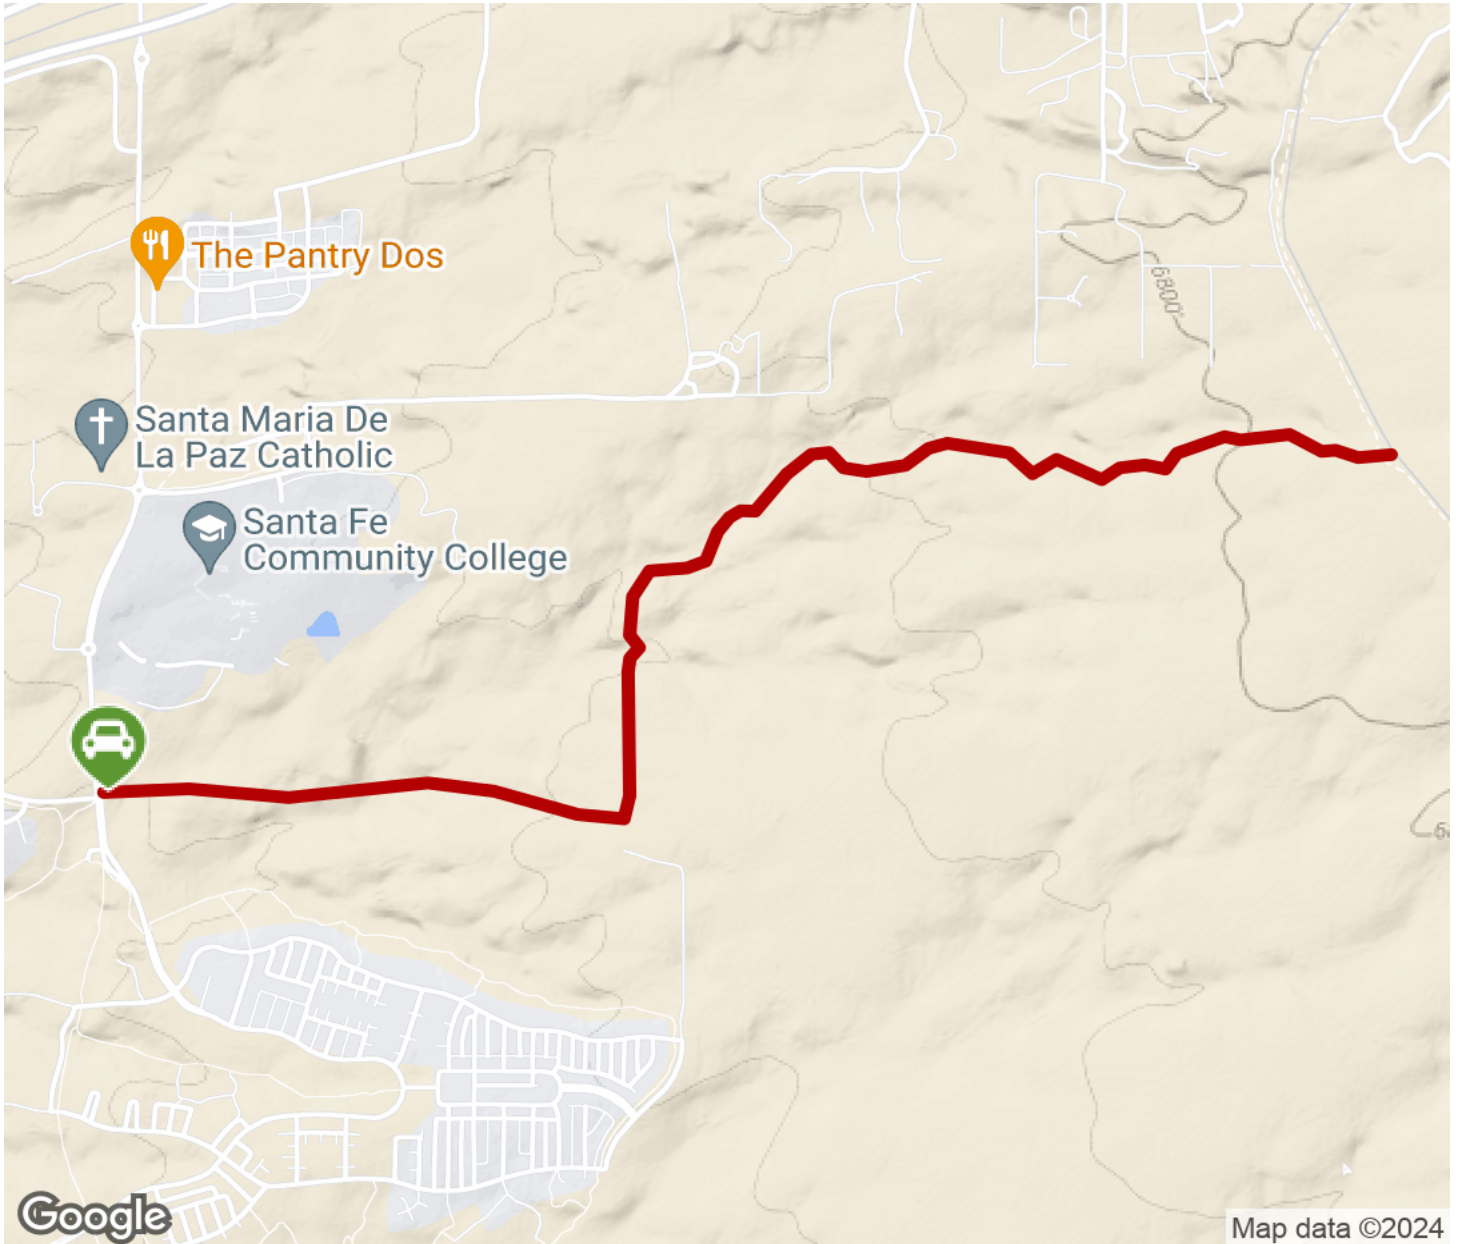 The Pantry Dos
6800'
Santa Maria De
La Paz Catholic
Santa Fe
Community College
Google
Map data ©2024